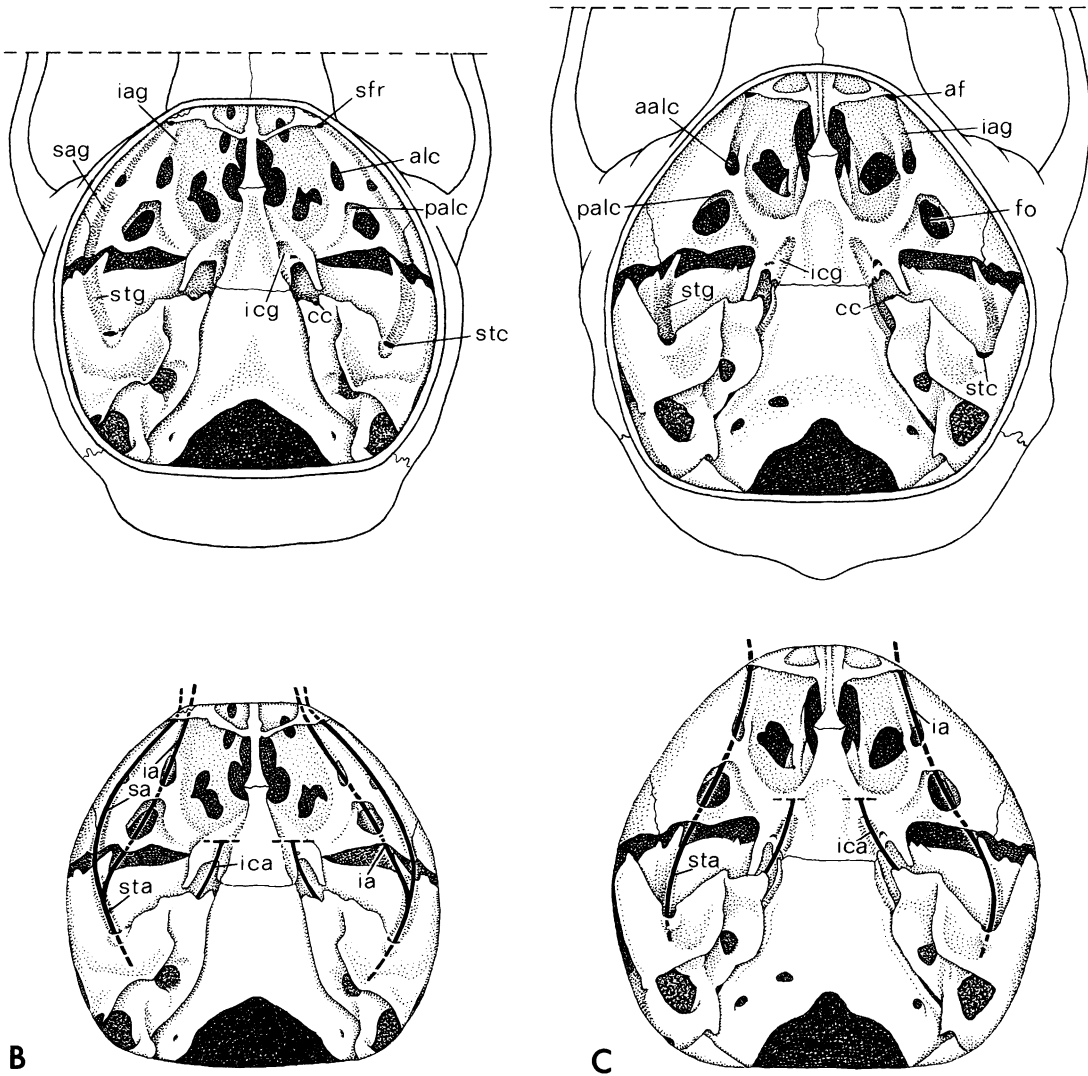 iag
sfr
sag
alc
palc
stg
icg
cc
stc
af
aalc
iag
palc
fo
stg
icg
cc
stc
ia
sa
ica
ia
sta
B
ia
ica
sta
C